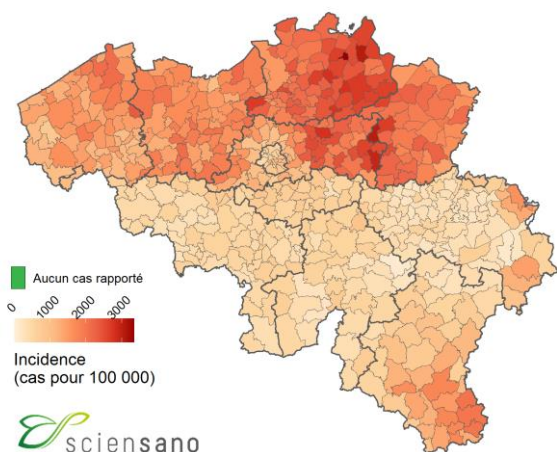 Aucun cas rapporté
0
1000
2000
3000
Incidence
(cas pour 100 000)
sciensano